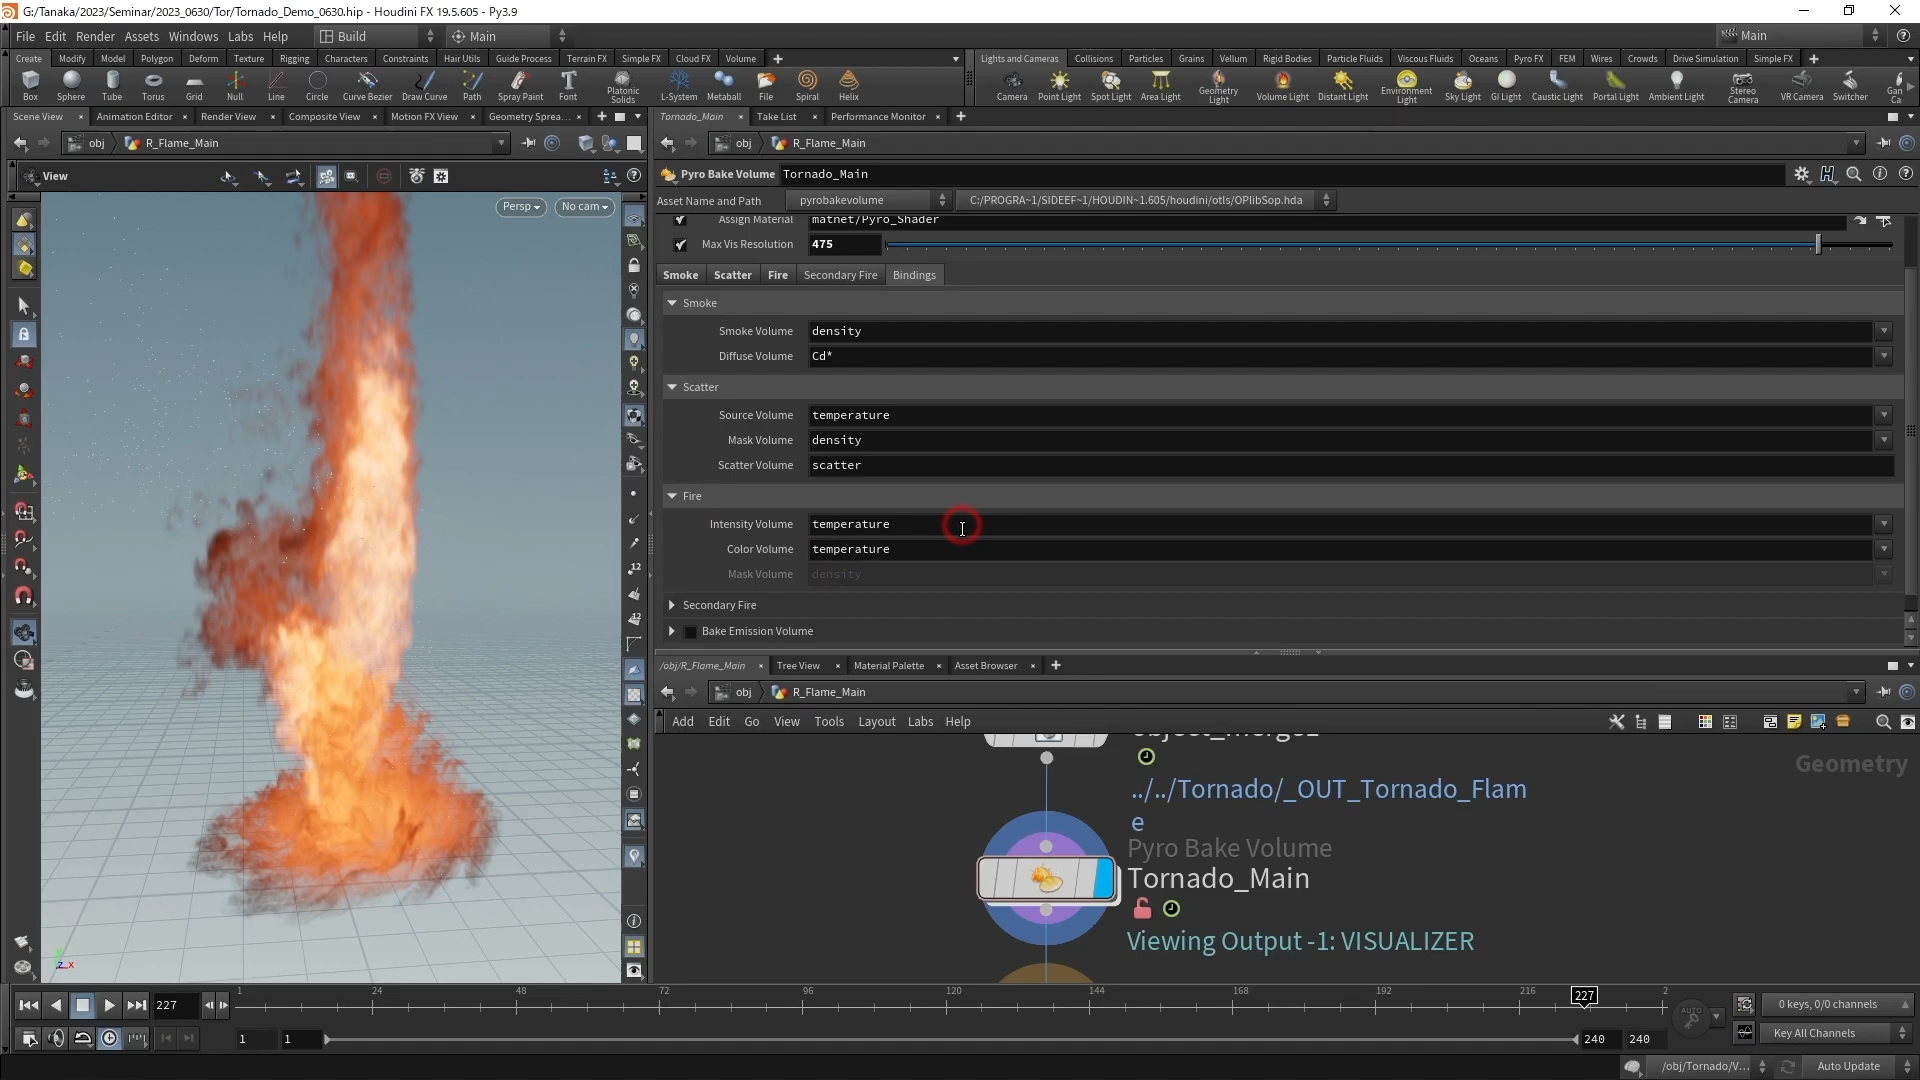 G:/Tanaka/2023/Seminar/2023_0630/Tor/Tornado_Demo_0630.hip - Houdini FX 19.5.605 - Py3.9
File Edit Render Assets Windows Labs Help Build Main Main
Create Modify Model Polygon Deform Texture Rigging Characters Constraints Hair Utils Guide Process Terrain FX Simple FX Cloud FX Volume
Lights and Cameras Collisions Particles Grains Vellum Rigid Bodies Particle Fluids Viscous Fluids Oceans Pyro FX FEM Wires Crowds Drive Simulation Simple FX
Box Sphere Tube Torus Grid Null Line Circle Curve Bezier Draw Curve Path Spray Paint Font Platonic Solids L-System Metaball File Spiral Helix
Camera Point Light Spot Light Area Light Geometry Light Volume Light Distant Light Environment Light Sky Light GI Light Caustic Light Portal Light Ambient Light Stereo Camera VR Camera Switcher Gan Ca
Scene View Animation Editor Render View Composite View Motion FX View Geometry Sprea...
Tornado_Main Take List Performance Monitor
obj R_Flame_Main
obj R_Flame_Main
View
Persp No cam
Pyro Bake Volume Tornado_Main
Asset Name and Path pyrobakevolume C:/PROGRA~1/SIDEEF~1/HOUDIN~1.605/houdini/otls/OPlibSop.hda
Assign Material matnet/Pyro_Shader
Max Vis Resolution 475
Smoke Scatter Fire Secondary Fire Bindings
Smoke
Smoke Volume density
Diffuse Volume Cd*
Scatter
Source Volume temperature
Mask Volume density
Scatter Volume scatter
Fire
Intensity Volume temperature
Color Volume temperature
Mask Volume density
Secondary Fire
Bake Emission Volume
12
12
z x
/obj/R_Flame_Main Tree View Material Palette Asset Browser
obj R_Flame_Main
Add Edit Go View Tools Layout Labs Help
Geometry
../../Tornado/_OUT_Tornado_Flam
e
Pyro Bake Volume
Tornado_Main
Viewing Output -1: VISUALIZER
227
1 24 48 72 96 120 144 168 192 216 227 2
AUTO
0 keys, 0/0 channels
1 1 240 240
Key All Channels
/obj/Tornado/V... Auto Update